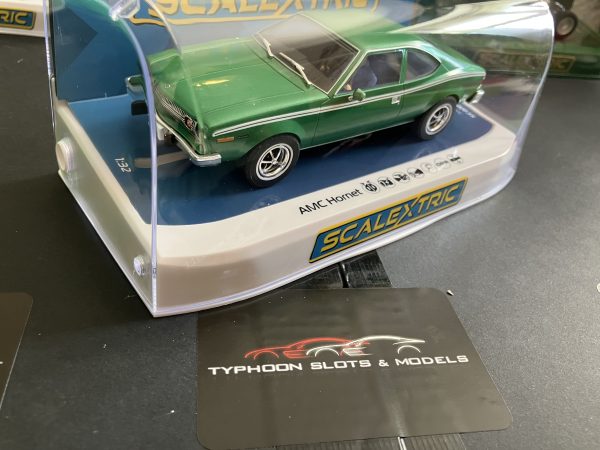 SCALEXTRIC
1:32
AMC Hornet
SCALEXTRIC
TYPHOON SLOTS & MODELS